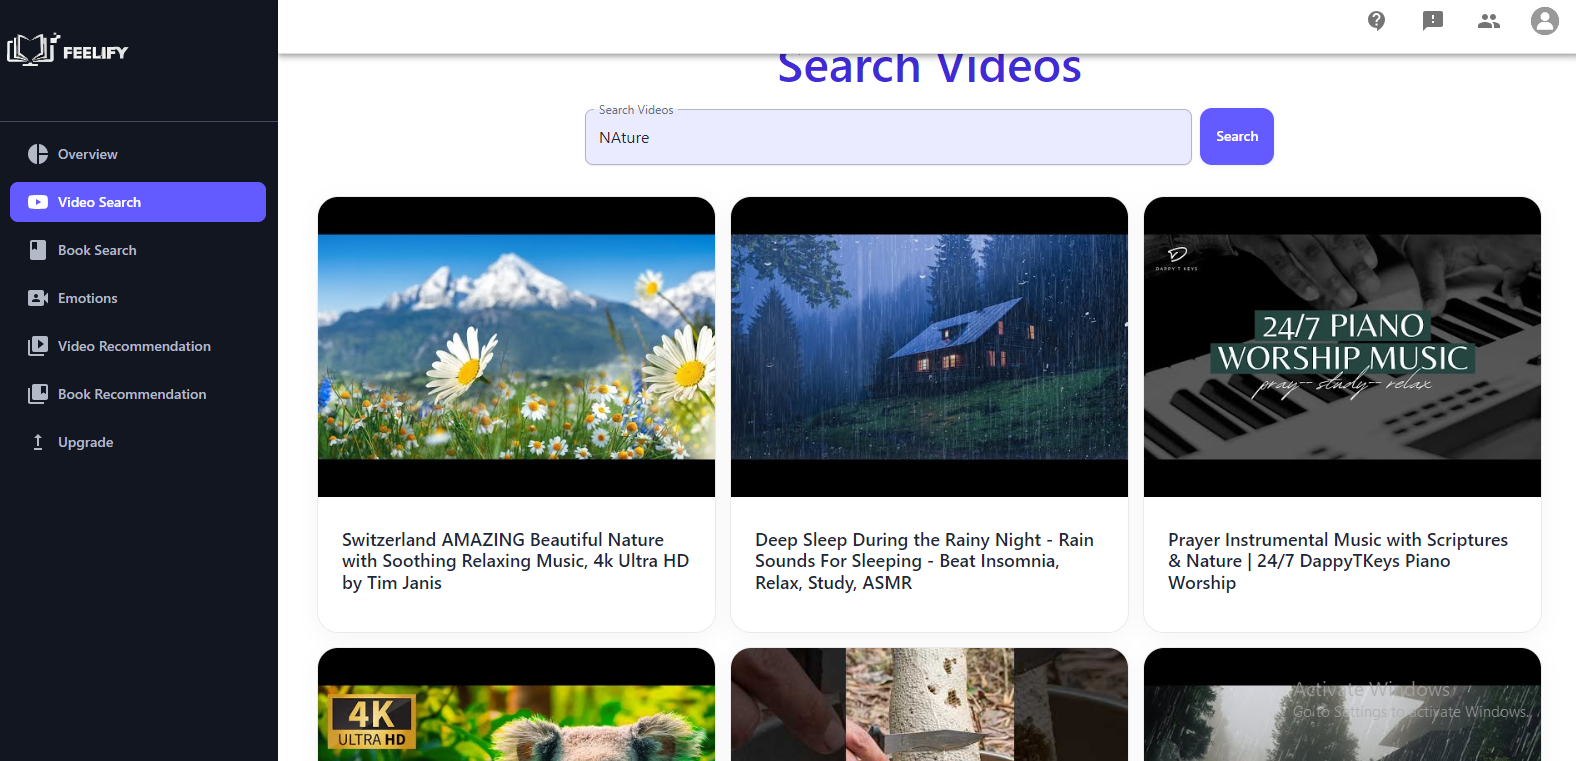 FEELIFY
Overview
Video Search
Book Search
Emotions
Video Recommendation
Book Recommendation
Upgrade
Search Videos
Search Videos
NAture
Search
DAPPY T KEYS
24/7 PIANO
WORSHIP MUSIC
pray-- study-- relax
Switzerland AMAZING Beautiful Nature
with Soothing Relaxing Music, 4k Ultra HD
by Tim Janis
Deep Sleep During the Rainy Night - Rain
Sounds For Sleeping - Beat Insomnia,
Relax, Study, ASMR
Prayer Instrumental Music with Scriptures
& Nature | 24/7 DappyTKeys Piano
Worship
4K
ULTRA HD
Activate Windows
Go to Settings to activate Windows.